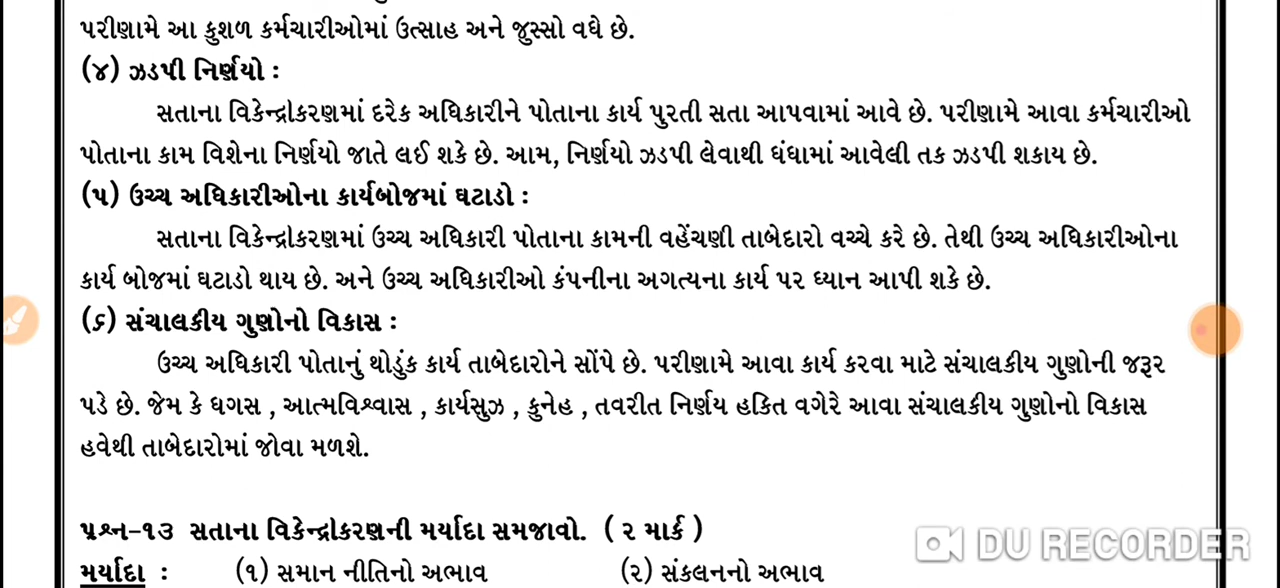 પરીણામે આ કુશળ કર્મચારીઓમાં ઉત્સાહ અને જુસ્સો વધે છે.
(૪) ઝડપી નિર્ણયો :
સતાના વિકેન્દ્રીકરણમાં દરેક અધિકારીને પોતાના કાર્ય પુરતી સતા આપવામાં આવે છે. પરીણામે આવા કર્મચારીઓ
પોતાના કામ વિશેના નિર્ણયો જાતે લઈ શકે છે. આમ, નિર્ણયો ઝડપી લેવાથી ધંધામાં આવેલી તક ઝડપી શકાય છે.
(૫) ઉચ્ચ અધિકારીઓના કાર્યબોજમાં ઘટાડો :
સતાના વિકેન્દ્રીકરણમાં ઉચ્ચ અધિકારી પોતાના કામની વહેંચણી તાબેદારો વચ્ચે કરે છે. તેથી ઉચ્ચ અધિકારીઓના
કાર્ય બોજમાં ઘટાડો થાય છે. અને ઉચ્ચ અધિકારીઓ કંપનીના અગત્યના કાર્ય પર ધ્યાન આપી શકે છે.
(૬) સંચાલકીય ગુણોનો વિકાસ :
ઉચ્ચ અધિકારી પોતાનું થોડુંક કાર્ય તાબેદારોને સોંપે છે. પરીણામે આવા કાર્ય કરવા માટે સંચાલકીય ગુણોની જરૂર
પડે છે. જેમ કે ધગસ , આત્મવિશ્વાસ , કાર્યસુઝ , કુનેહ , તવરીત નિર્ણય હકિત વગેરે આવા સંચાલકીય ગુણોનો વિકાસ
હવેથી તાબેદારોમાં જોવા મળશે.
પ્રશ્ન-૧૩ સતાના વિકેન્દ્રીકરણની મર્યાદા સમજાવો. ( ૨ માર્ક )
મર્યાદા : (૧) સમાન નીતિનો અભાવ (૨) સંકલનનો અભાવ
DU RECORDER